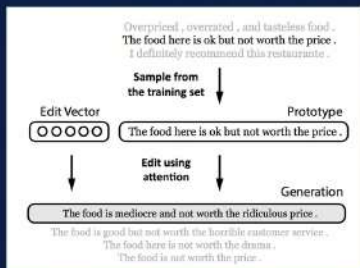 Overpriced , overrated , and tasteless food .
The food here is ok but not worth the price .
I definitely recommend this restaurante .
Sample from
the training set
Edit Vector
Prototype
The food here is ok but not worth the price .
Edit using
attention
Generation
The food is mediocre and not worth the ridiculous price .
The food is good but not worth the horrible customer service .
The food here is not worth the drama .
The food is not worth the price .